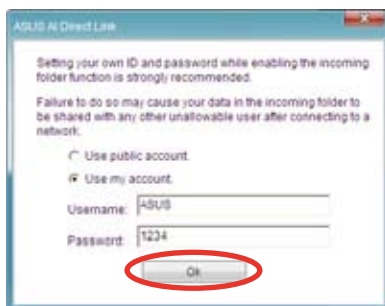 ASUS AI Direct Link
Setting your own ID and password while enabling the incoming
folder function is strongly recommended.
Failure to do so may cause your data in the incoming folder to
be shared with any other unallowable user after connecting to a
network.
Use public account.
Use my account.
Username: ASUS
Password: 1234
Ok